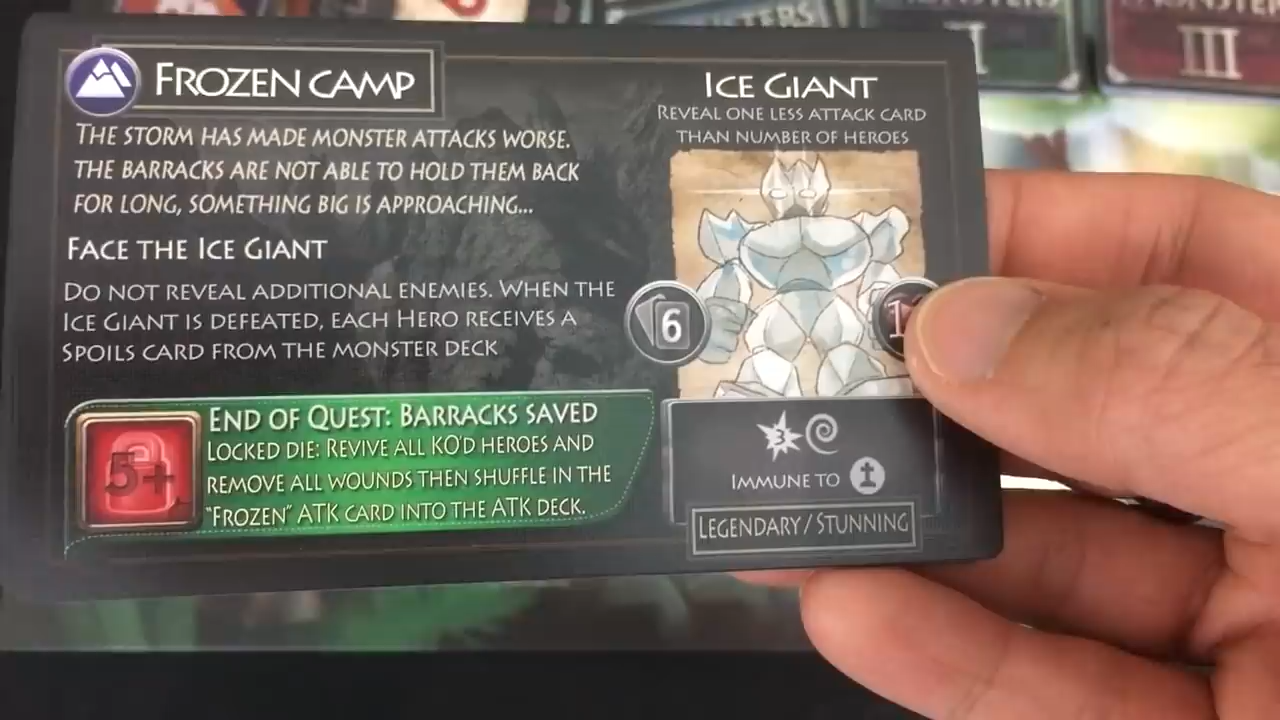 MONSTERS
III
FROZEN CAMP
THE STORM HAS MADE MONSTER ATTACKS WORSE.
THE BARRACKS ARE NOT ABLE TO HOLD THEM BACK
FOR LONG, SOMETHING BIG IS APPROACHING...
FACE THE ICE GIANT
DO NOT REVEAL ADDITIONAL ENEMIES. WHEN THE
ICE GIANT IS DEFEATED, EACH HERO RECEIVES A
SPOILS CARD FROM THE MONSTER DECK
5+
END OF QUEST: BARRACKS SAVED
LOCKED DIE: REVIVE ALL KO'D HEROES AND
REMOVE ALL WOUNDS THEN SHUFFLE IN THE
"FROZEN" ATK CARD INTO THE ATK DECK.
ICE GIANT
REVEAL ONE LESS ATTACK CARD
THAN NUMBER OF HEROES
6
3
IMMUNE TO
LEGENDARY/STUNNING